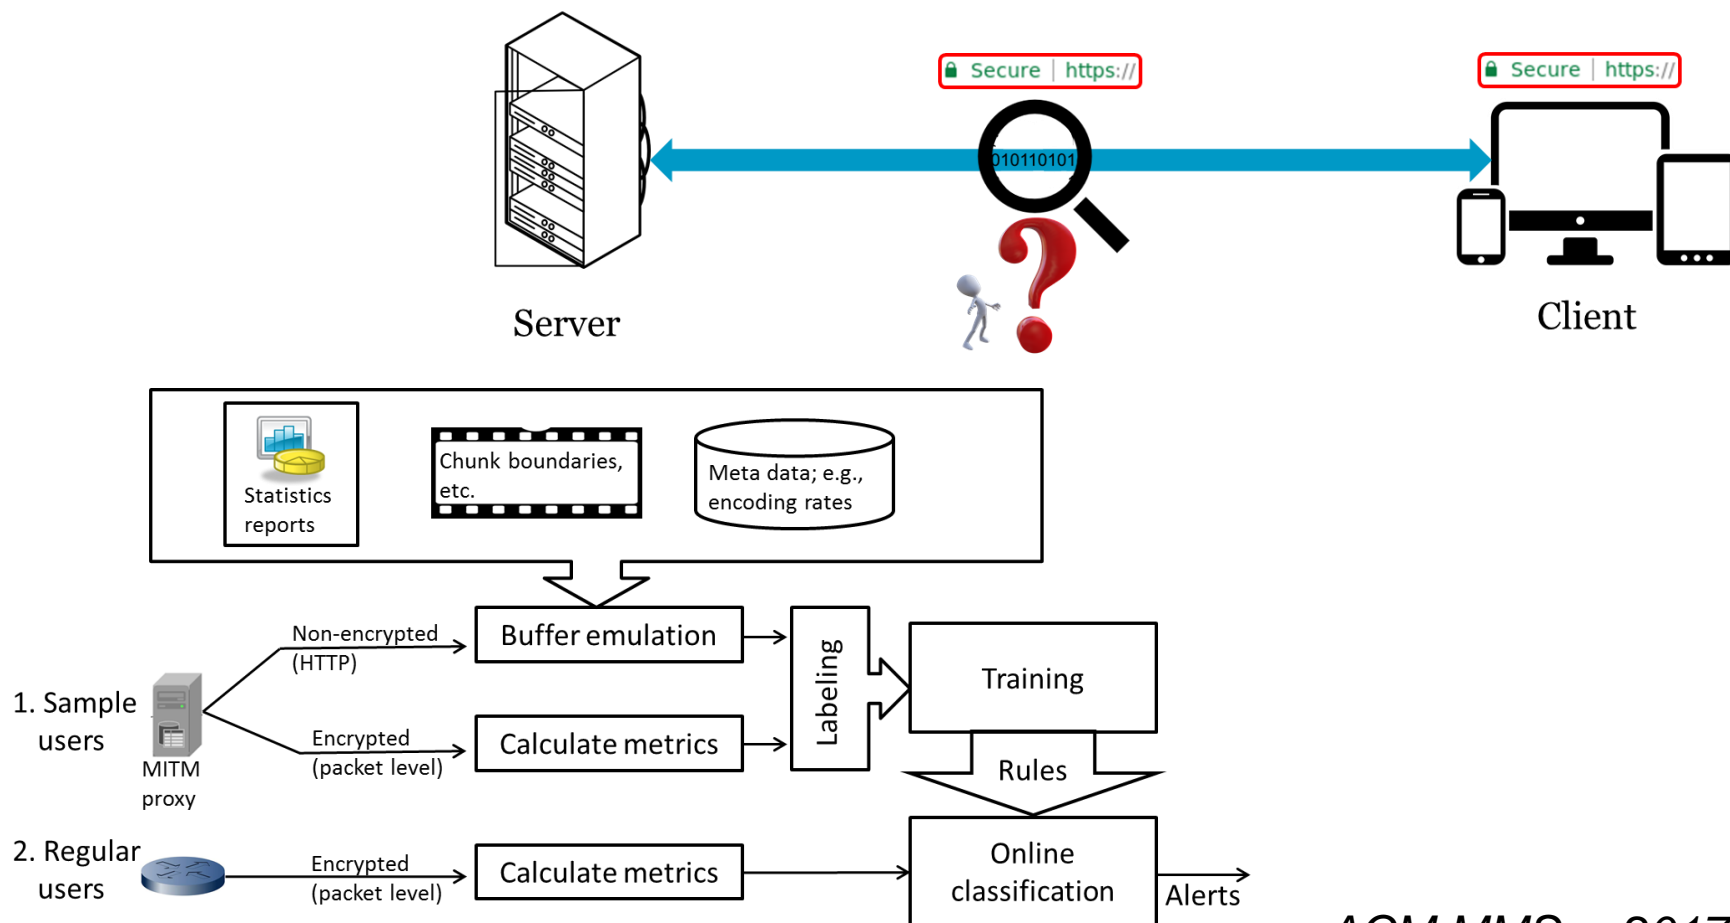 Secure | https://
Secure | https://
010110101
Server
Client
Statistics
reports
Chunk boundaries,
etc.
Meta data; e.g.,
encoding rates
Non-encrypted
(HTTP)
Buffer emulation
Labeling
Training
1. Sample
users
MITM
proxy
Encrypted
(packet level)
Calculate metrics
Rules
2. Regular
users
Encrypted
(packet level)
Calculate metrics
Online
classification
Alerts